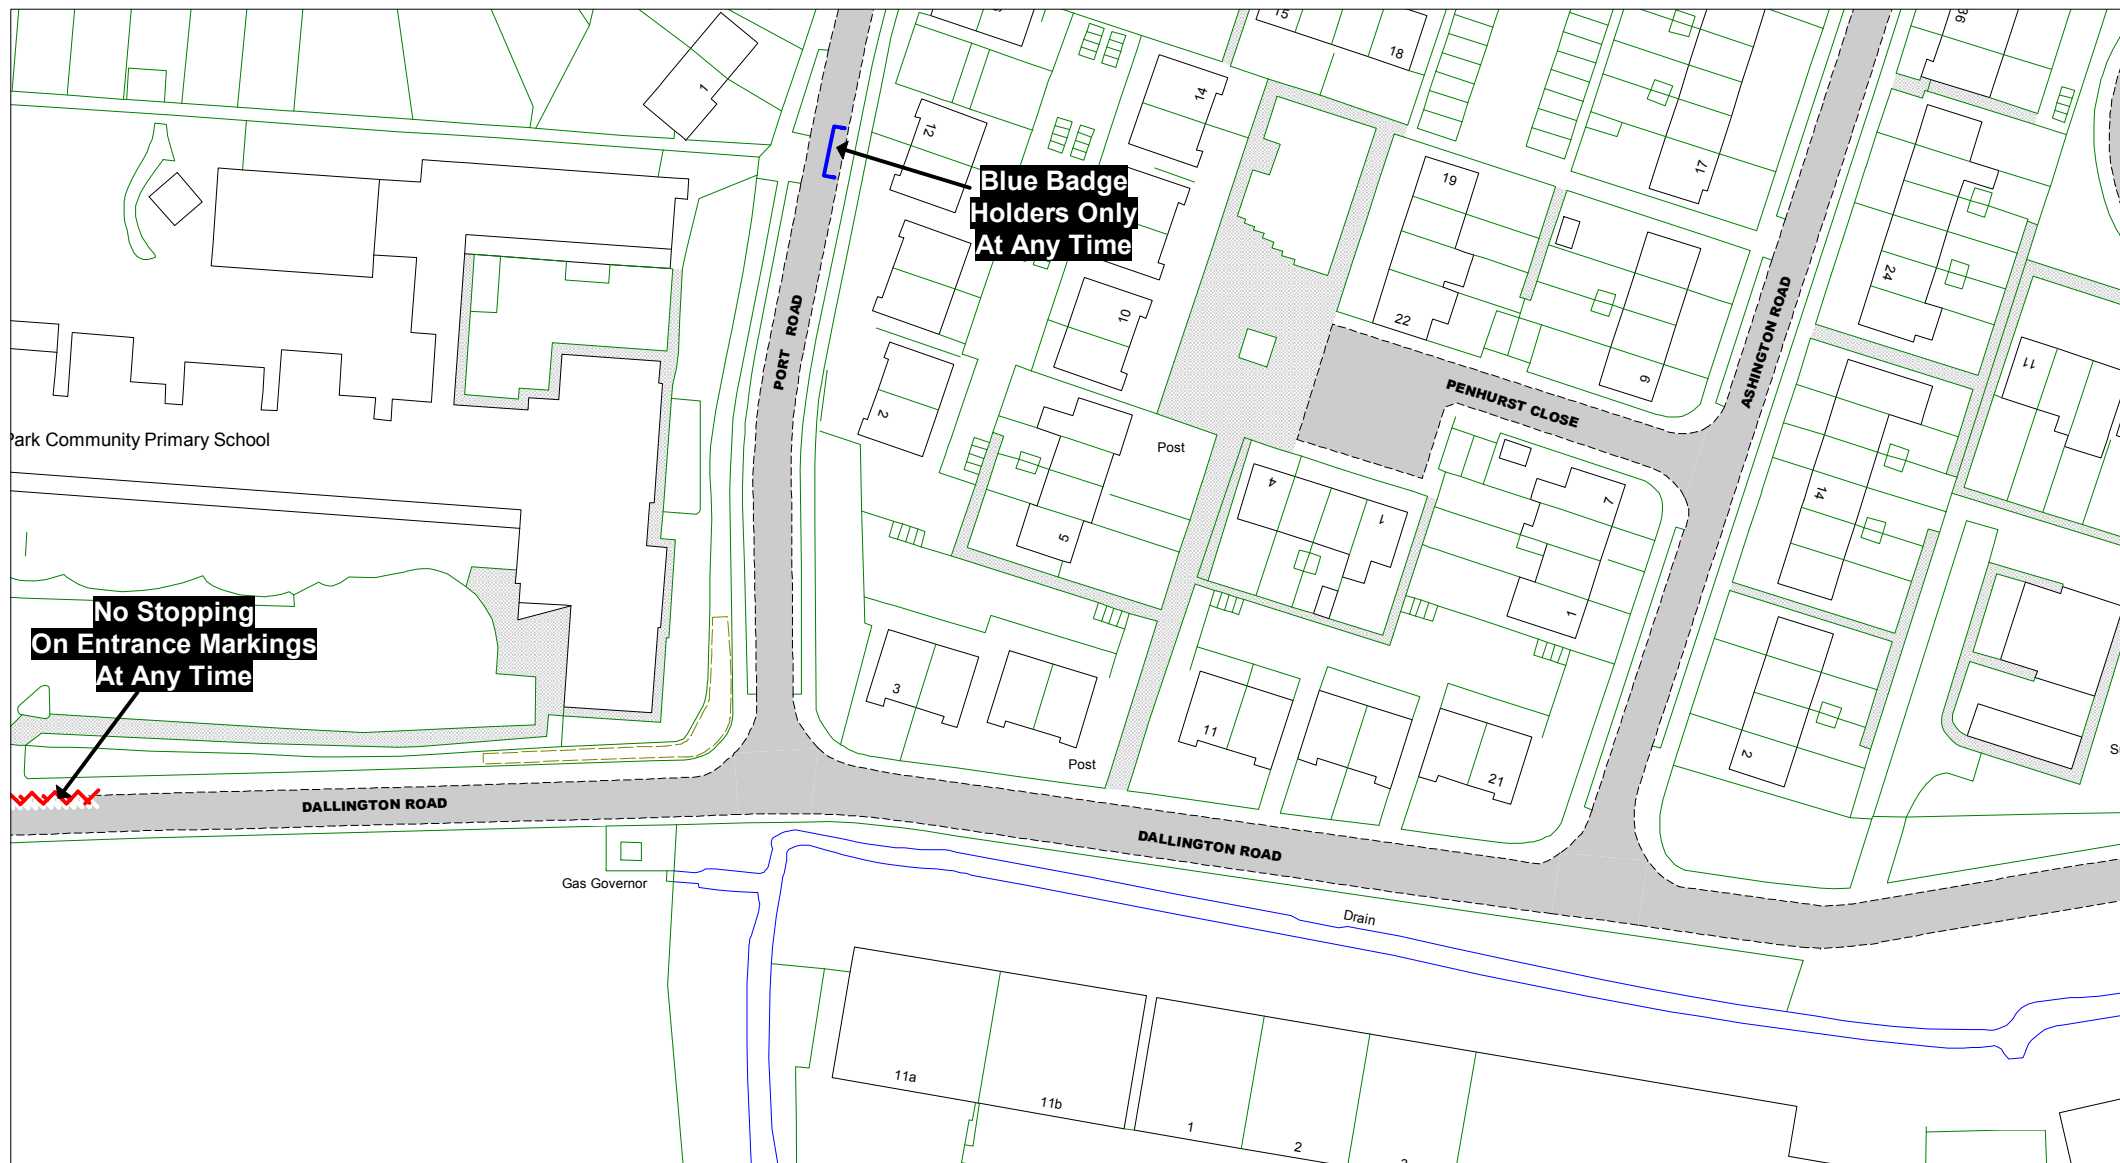 15
18
36
1
14
12
17
19
Blue Badge
Holders Only
At Any Time
24
PORT ROAD
10
22
ASHINGTON ROAD
11
PENHURST CLOSE
9
2
Park Community Primary School
Post
4
1
7
14
5
No Stopping
On Entrance Markings
At Any Time
1
3
11
21
2
Post
DALLINGTON ROAD
DALLINGTON ROAD
Gas Governor
Drain
11a
11b
1
2